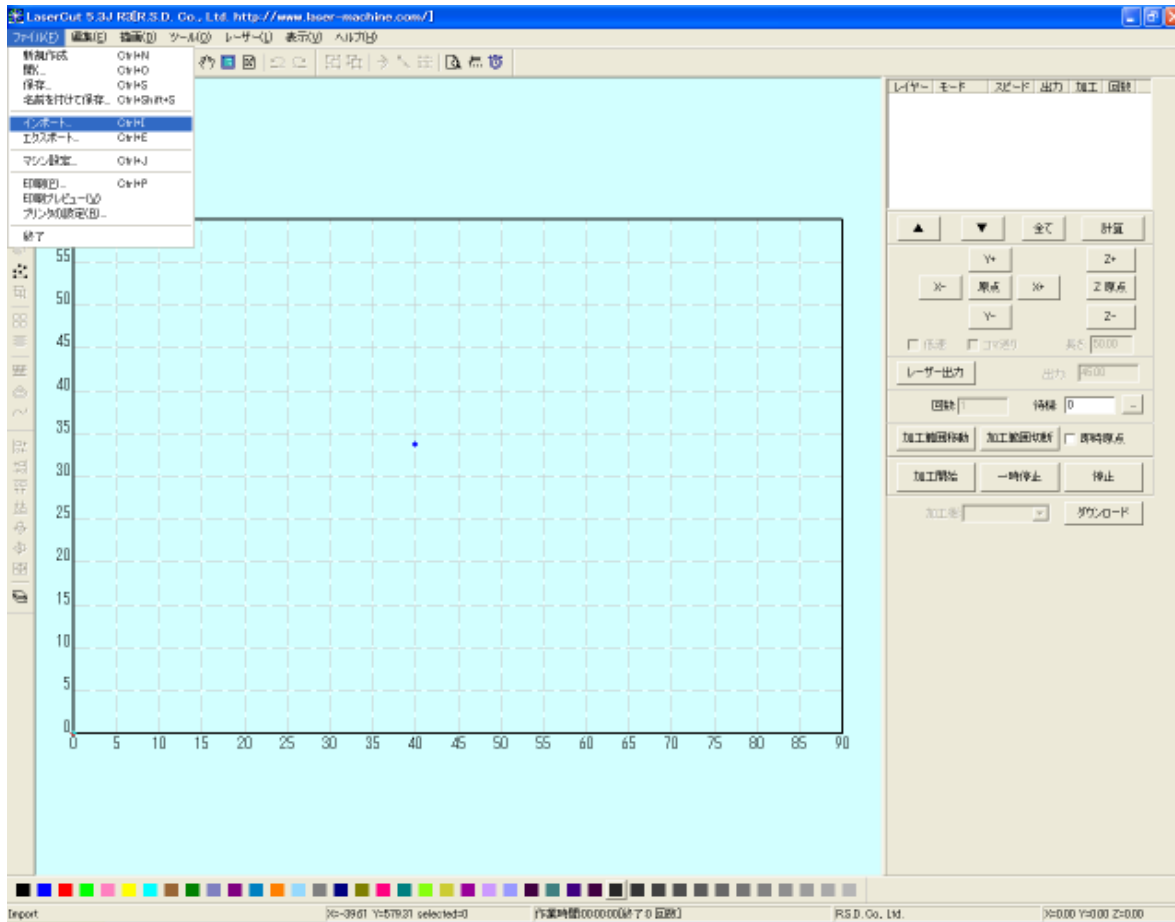 LaserCut 5.3J R3[R.S.D. Co., Ltd. http://www.laser-machine.com/]
ファイル(F) 編集(E) 描画(D) ツール(O) レーザー(L) 表示(V) ヘルプ(H)
新規作成 Ctrl+N
開く... Ctrl+O
保存... Ctrl+S
名前を付けて保存... Ctrl+Shift+S
インポート... Ctrl+I
エクスポート... Ctrl+E
マシン設定... Ctrl+J
印刷(P)... Ctrl+P
印刷プレビュー(V)
プリンタの設定(R)...
終了
レイヤー モード スピード 出力 加工 回数
▲ ▼ 全て 計算
Y+ Z+
X- 原点 X+ Z 原点
Y- Z-
倍速 コマ送り 長さ 50.00
レーザー出力 出力 45.00
回数 1 待機 0 ...
加工範囲移動 加工範囲切断 即時原点
加工開始 一時停止 停止
加工を ダウンロード
55
50
45
40
35
30
25
20
15
10
5
0
0 5 10 15 20 25 30 35 40 45 50 55 60 65 70 75 80 85 90
Import X=-39.61 Y=579.31 selected=0 作業時間000000[終了:0 回数] R.S.D. Co., Ltd. X=0.00 Y=0.00 Z=0.00